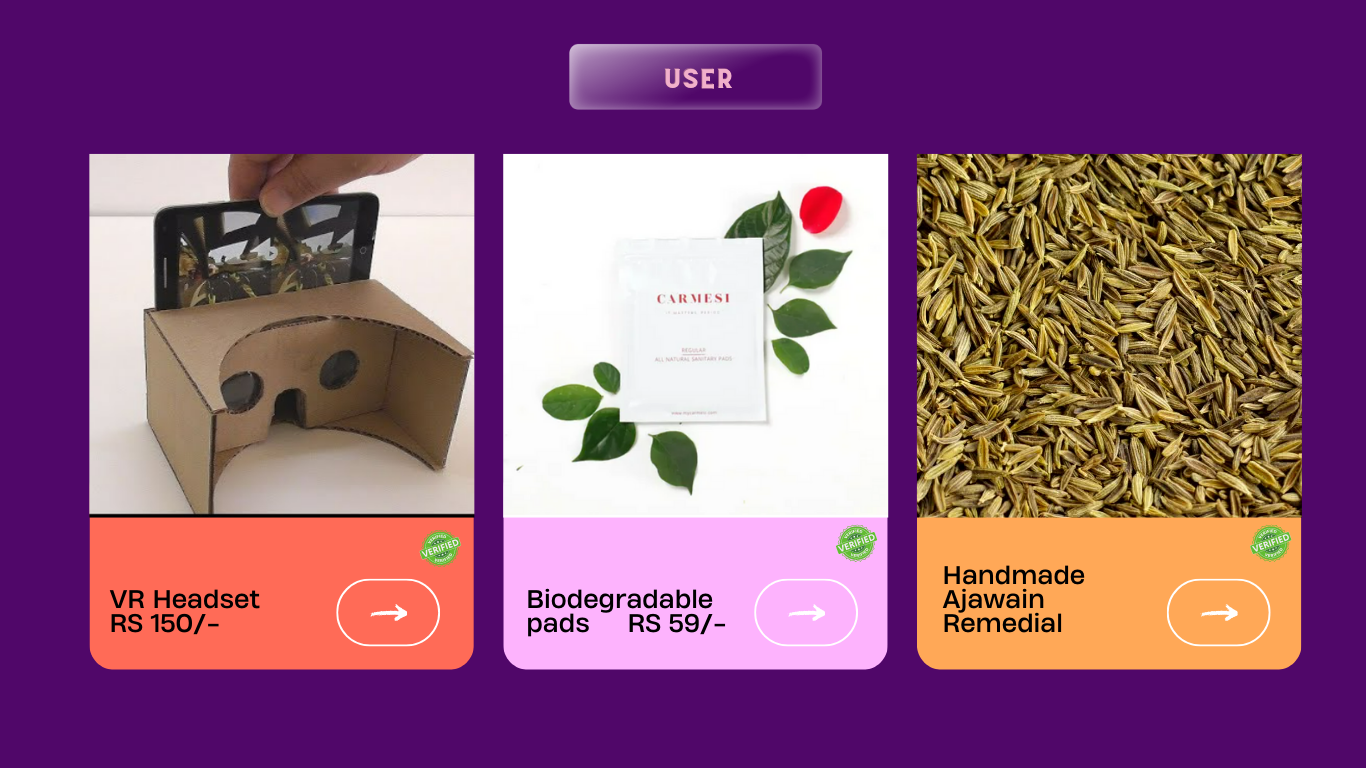 USER
CARMESI
REGULAR
ALL NATURAL SANITARY PADS
VERIFIED
VR Headset
RS 150/-
VERIFIED
Biodegradable
pads RS 59/-
VERIFIED
Handmade
Ajawain
Remedial